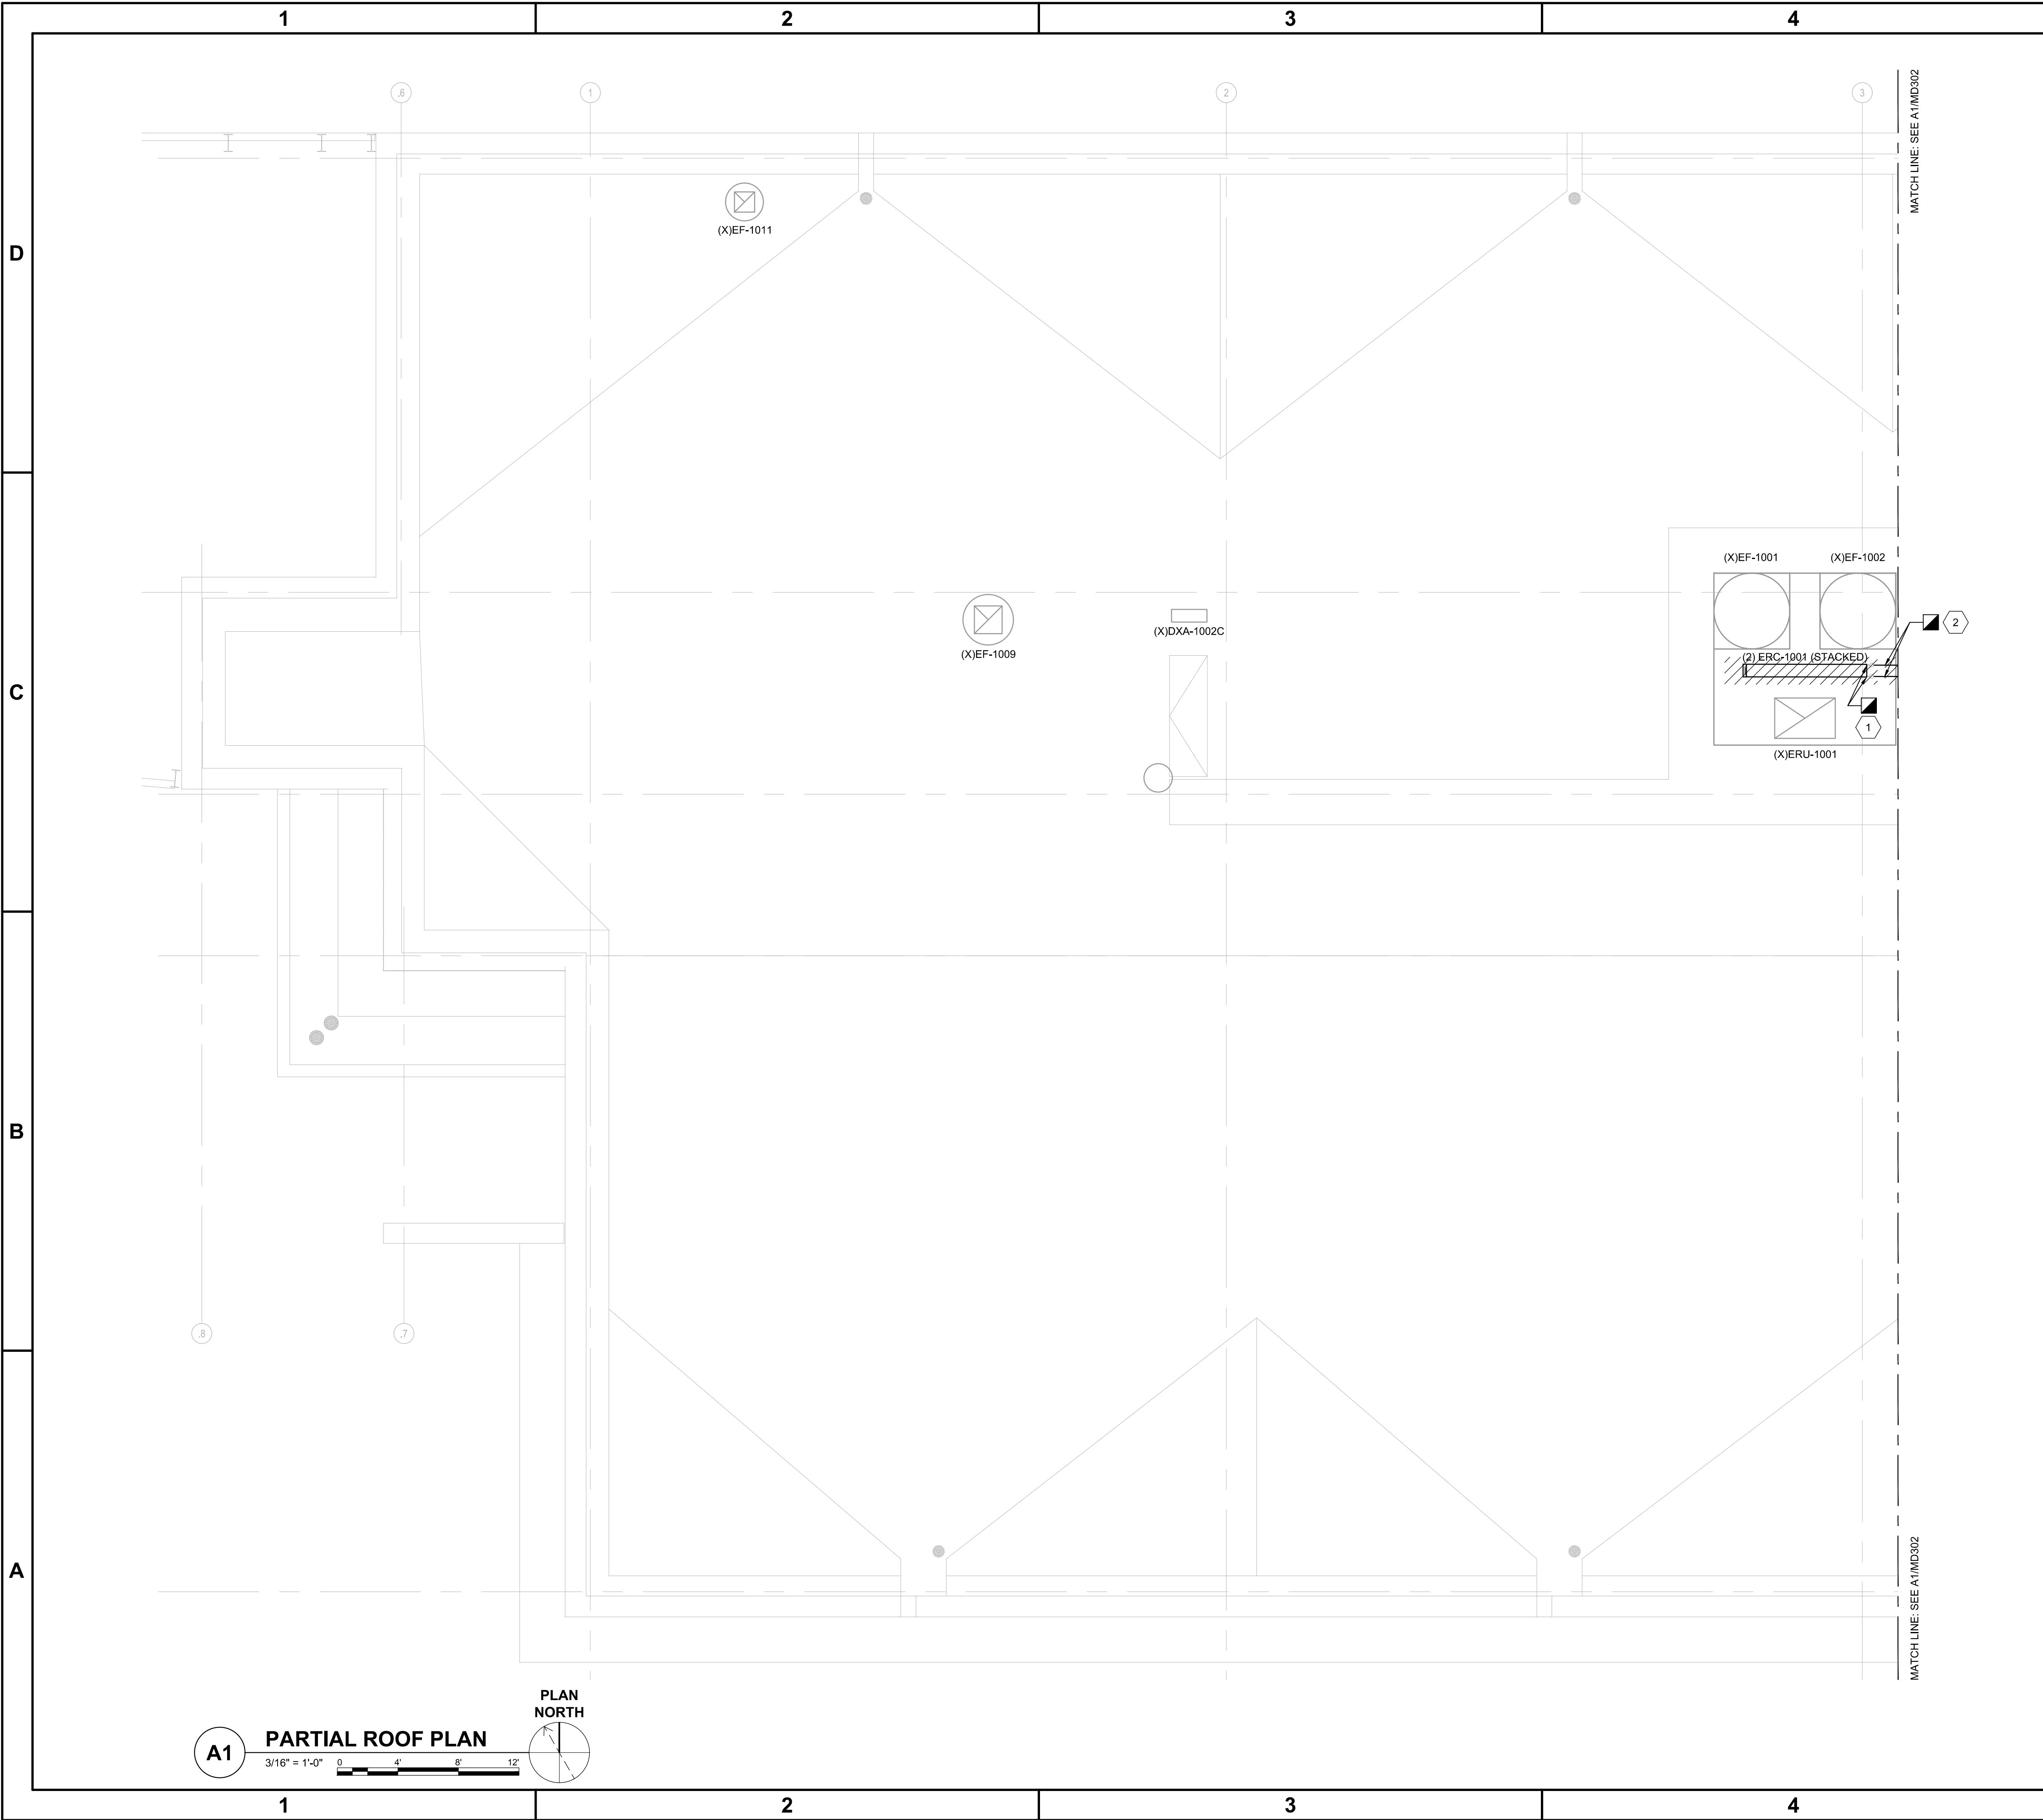 1 2 3 4
.6 1 2 3
MATCH LINE: SEE A1/MD302
D
(X)EF-1011
(X)EF-1001 (X)EF-1002
(X)DXA-1002C
2
(X)EF-1009
(2) ERC-1001 (STACKED)
C
1
(X)ERU-1001
B
.8 .7
A
MATCH LINE: SEE A1/MD302
PLAN
NORTH
A1 PARTIAL ROOF PLAN
3/16" = 1'-0" 0 4' 8' 12'
1 2 3 4